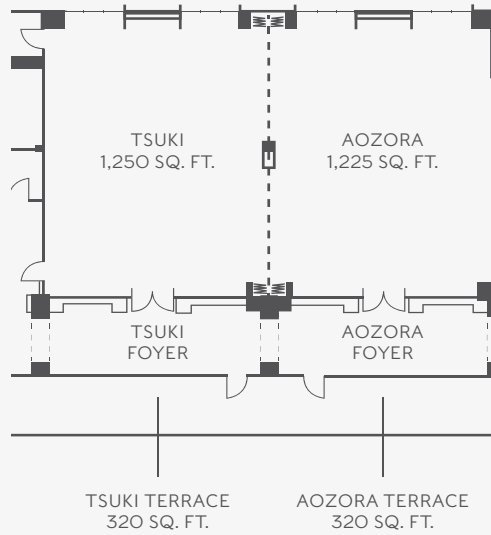 TSUKI
1,250 SQ. FT.
AOZORA
1,225 SQ. FT.
TSUKI
FOYER
AOZORA
FOYER
TSUKI TERRACE
320 SQ. FT.
AOZORA TERRACE
320 SQ. FT.